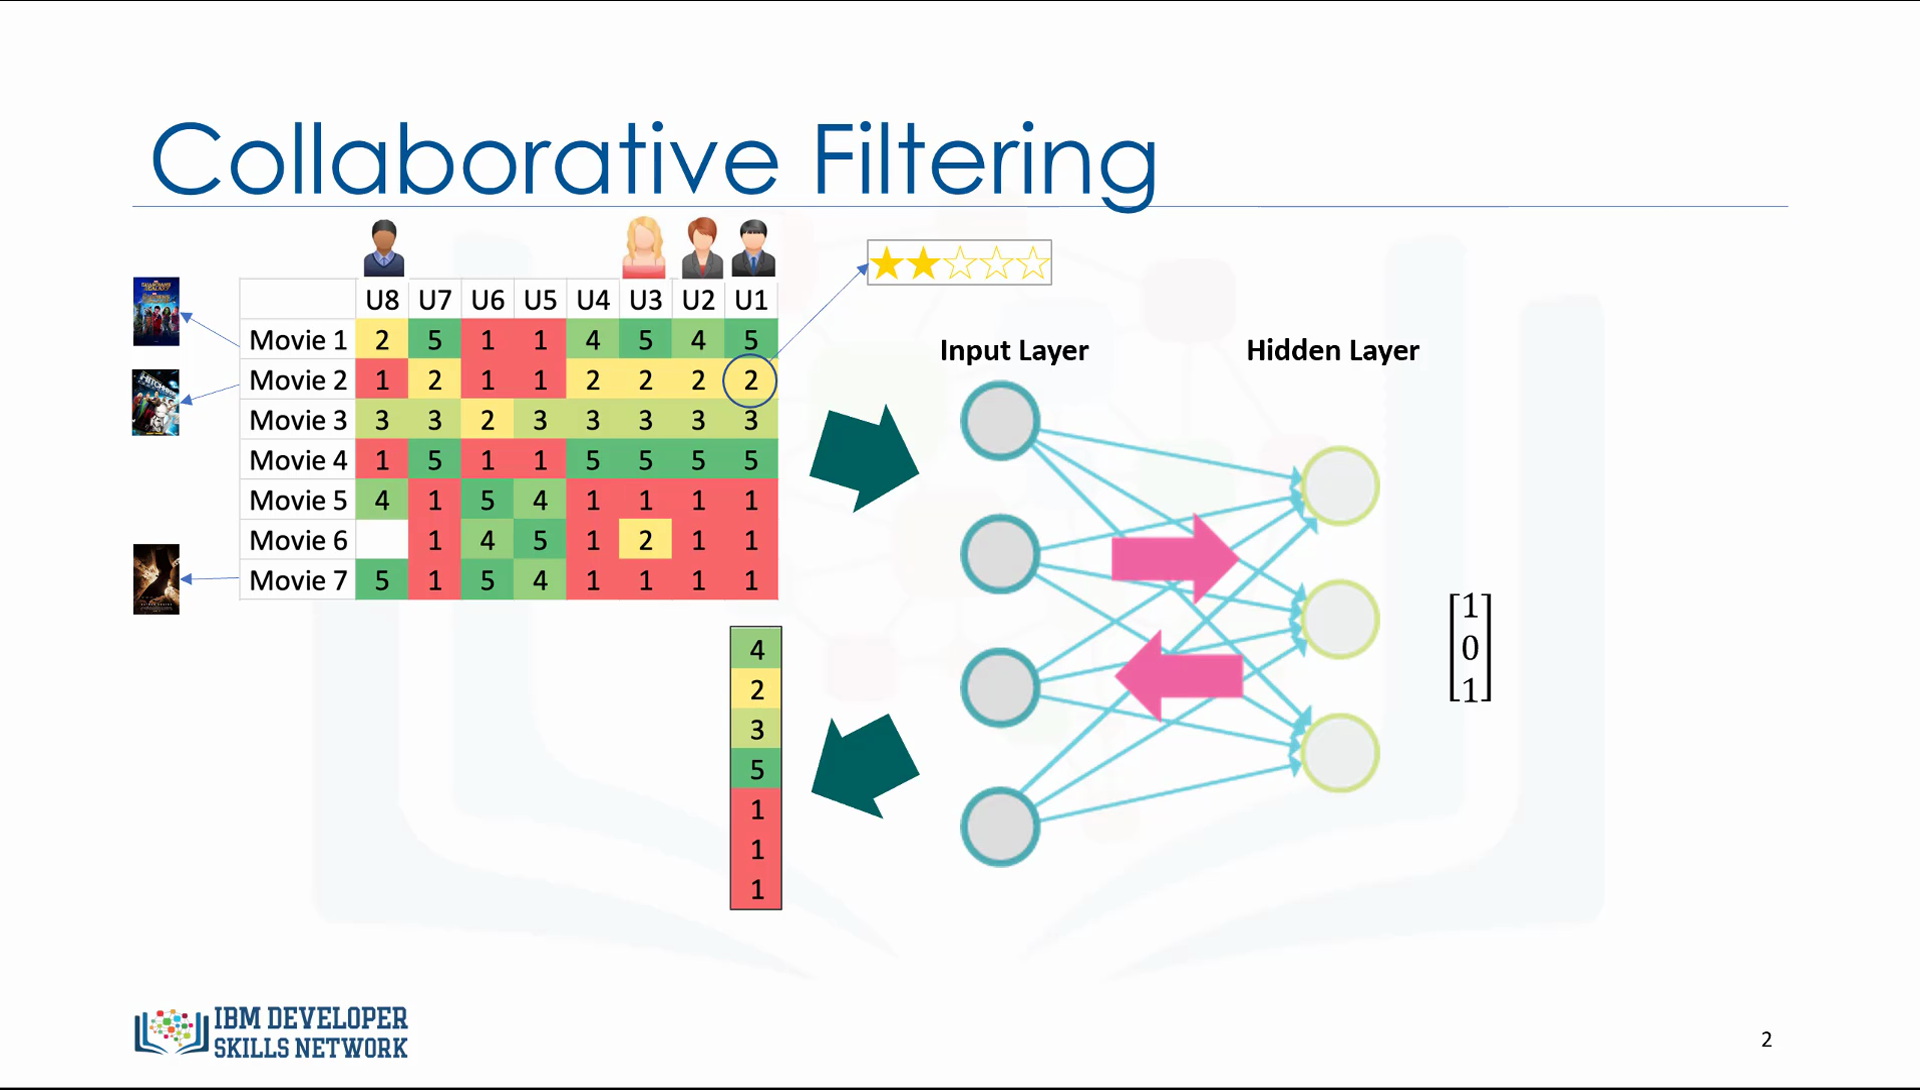 Collaborative Filtering
U8 U7 U6 U5 U4 U3 U2 U1
Movie 1 2 5 1 1 4 5 4 5
Movie 2 1 2 1 1 2 2 2 2
Movie 3 3 3 2 3 3 3 3 3
Movie 4 1 5 1 1 5 5 5 5
Movie 5 4 1 5 4 1 1 1 1
Movie 6 1 4 5 1 2 1 1
Movie 7 5 1 5 4 1 1 1 1
Input Layer
Hidden Layer
4
2
3
5
1
1
1
1
0
1
IBM DEVELOPER
SKILLS NETWORK
2